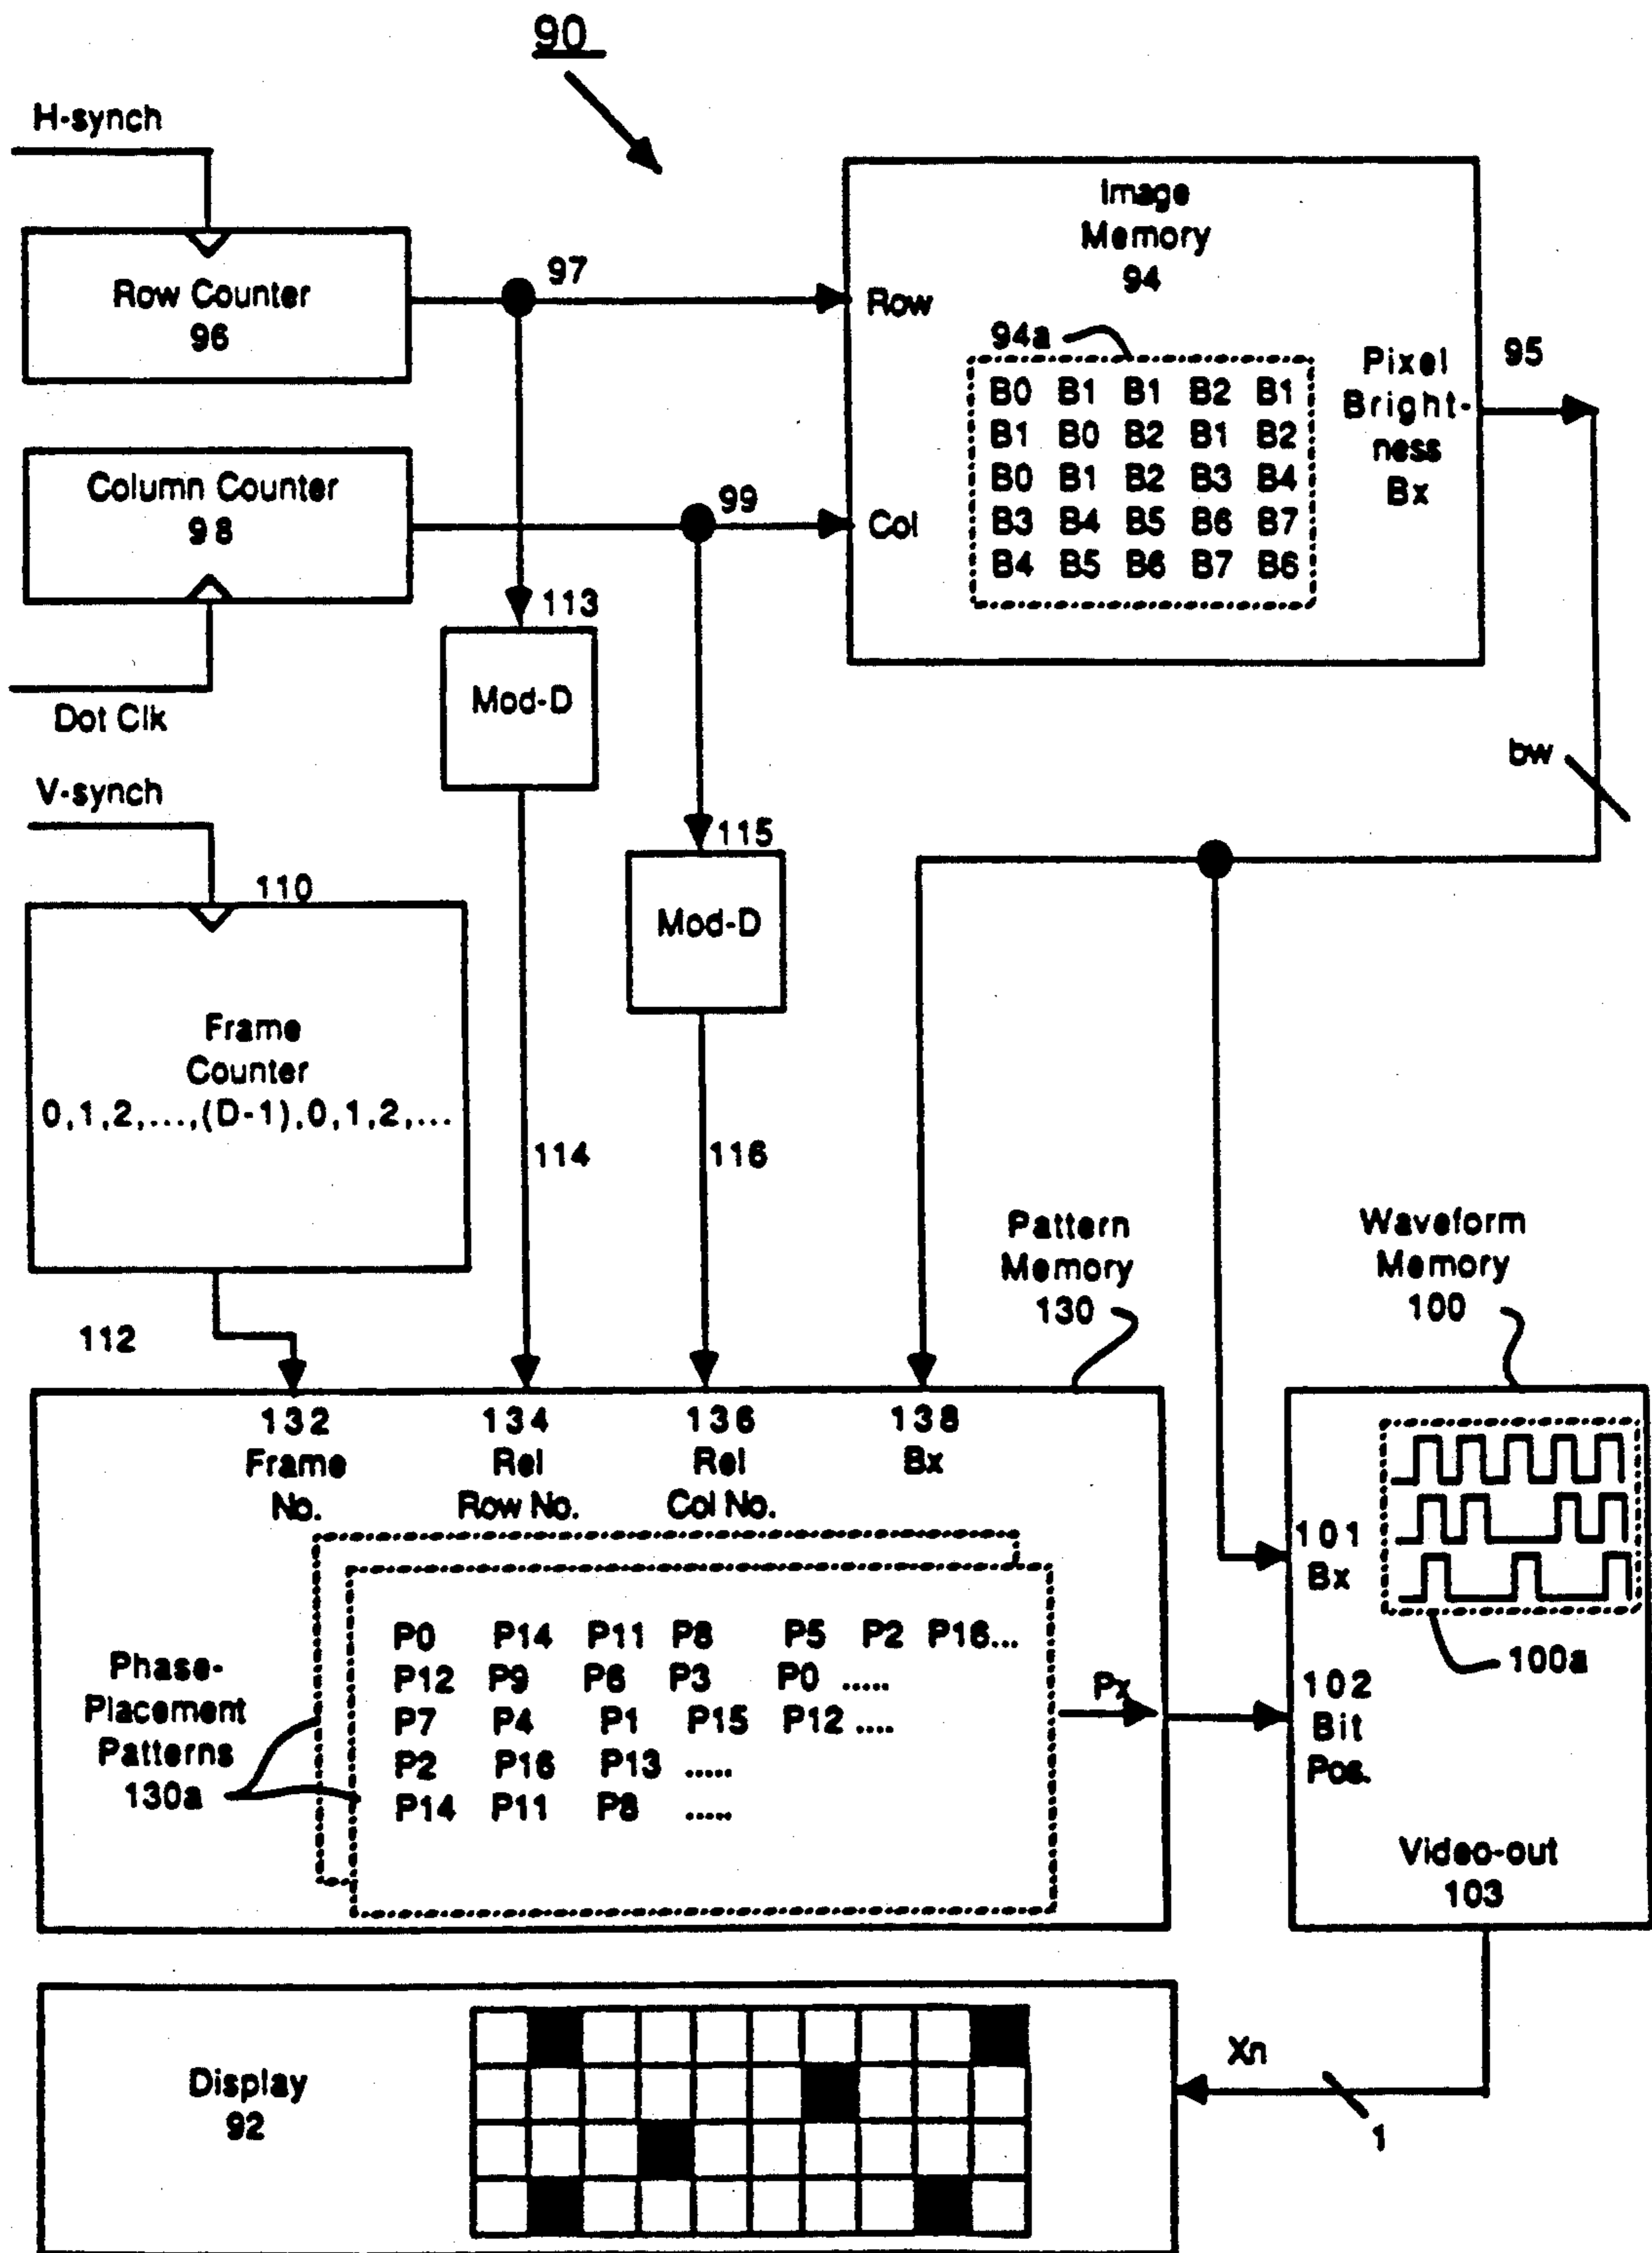 90
H-synch
Row Counter
96
97
Image
Memory
94
Row
94a
B0 B1 B1 B2 B1
B1 B0 B2 B1 B2
B0 B1 B2 B3 B4
B3 B4 B5 B6 B7
B4 B5 B6 B7 B6
Pixel
Bright-
ness
Bx
95
Column Counter
98
99
Col
Dot Clk
113
Mod-D
bw
V-synch
115
Mod-D
110
Frame
Counter
0,1,2,...,(D-1),0,1,2,...
114
116
112
Pattern
Memory
130
Waveform
Memory
100
132
Frame
No.
134
Rel
Row No.
136
Rel
Col No.
138
Bx
101
Bx
100a
Phase-
Placement
Patterns
130a
P0 P14 P11 P8 P5 P2 P16...
P12 P9 P6 P3 P0 .....
P7 P4 P1 P15 P12 ....
P2 P16 P13 .....
P14 P11 P8 .....
Px
102
Bit
Pos.
Video-out
103
Display
92
Xn
1